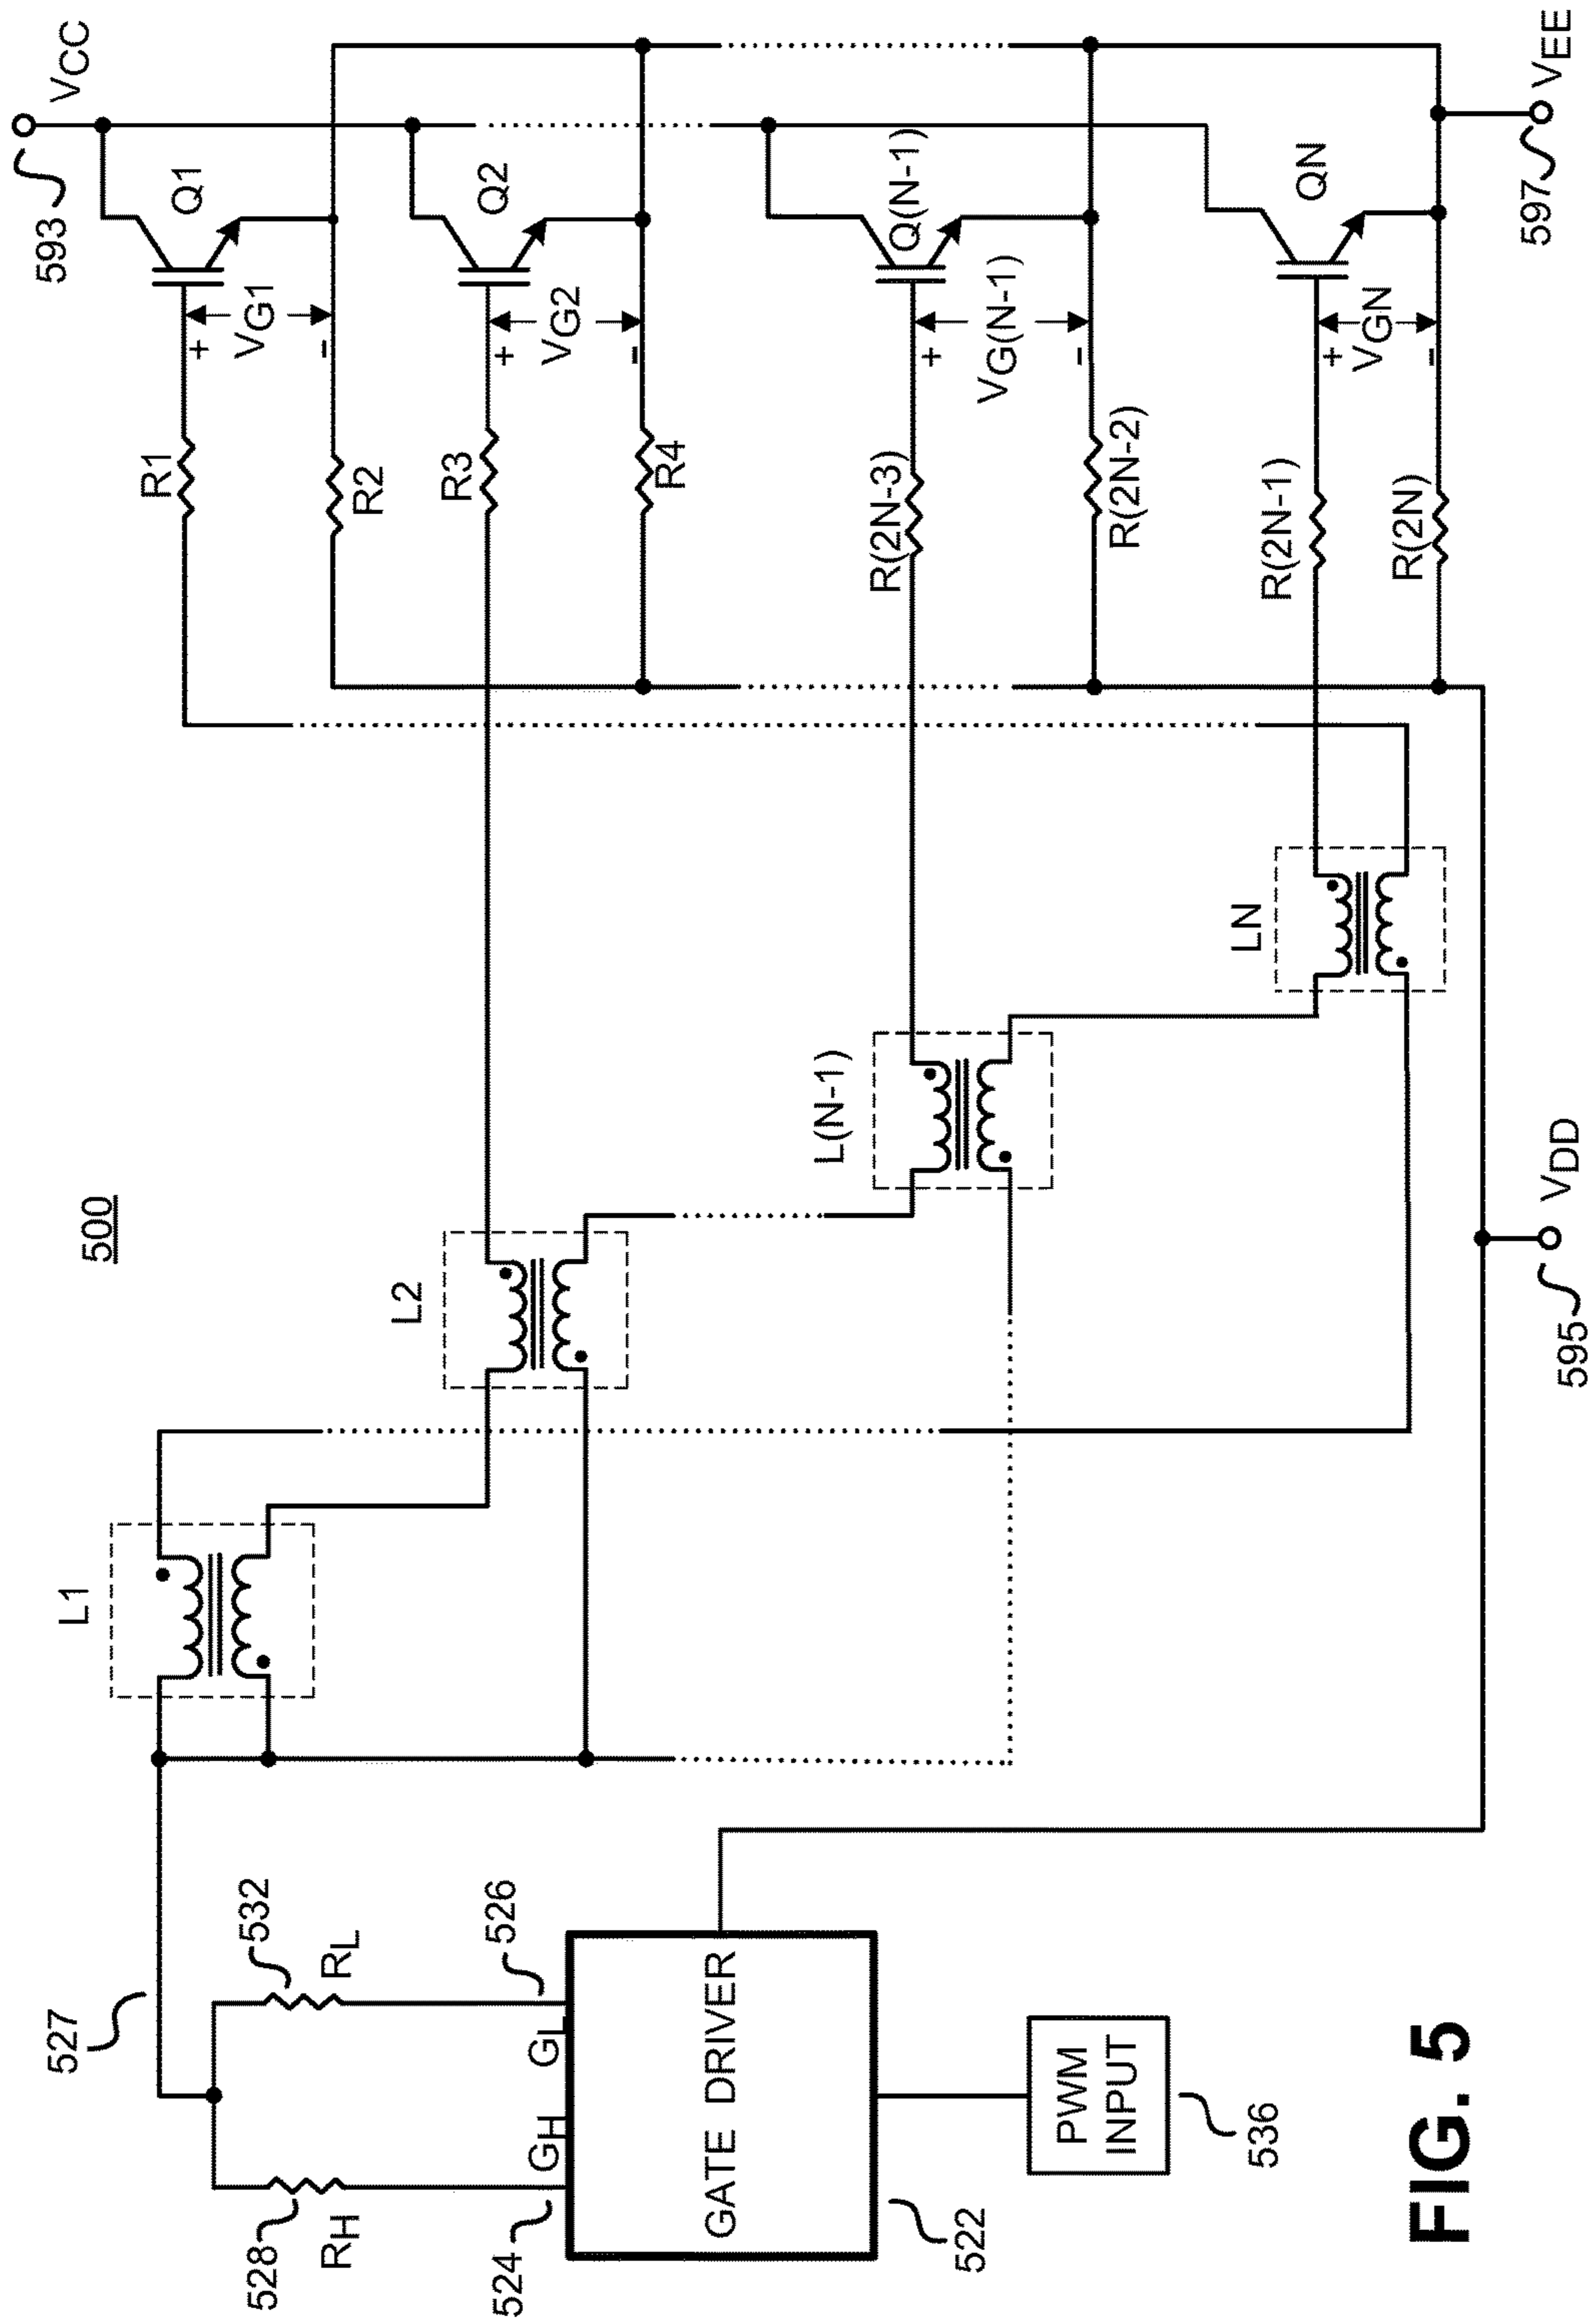 500
593
VCC
Q1
R1
+
VG1
-
R2
Q2
R3
+
VG2
-
R4
Q(N-1)
R(2N-3)
+
VG(N-1)
-
R(2N-2)
QN
R(2N-1)
+
VGN
-
R(2N)
597
VEE
L1
L2
L(N-1)
LN
595
VDD
527
528
RH
532
RL
524
GH
GL
526
GATE DRIVER
522
PWM
INPUT
536
FIG. 5